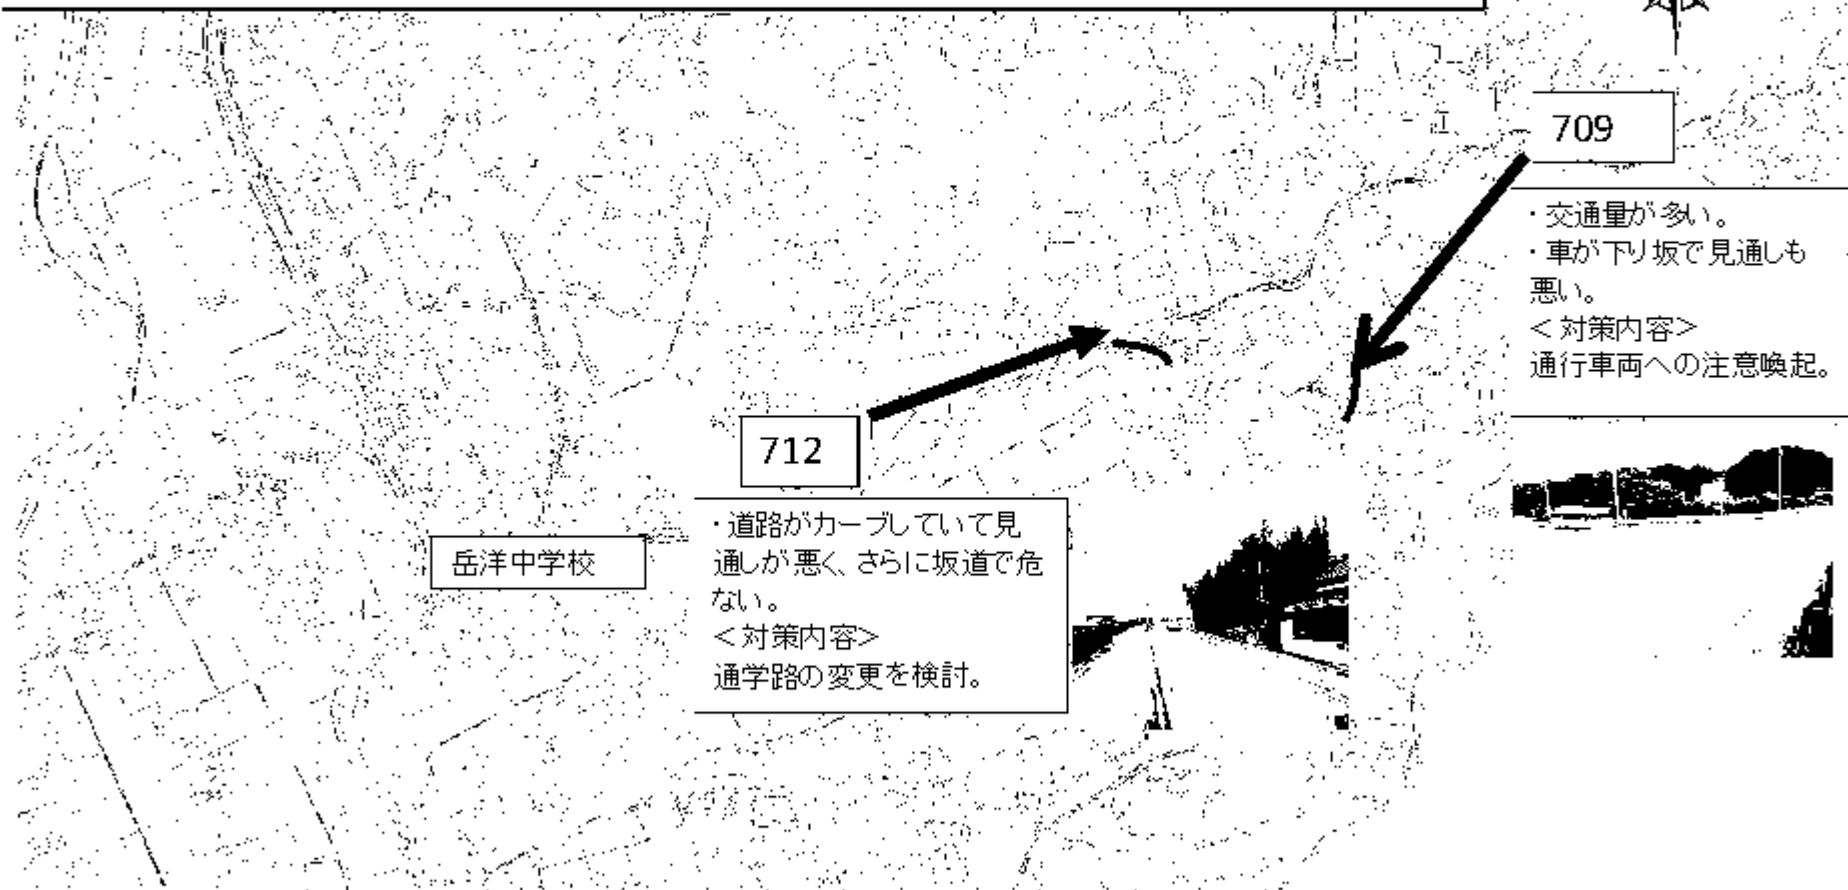 709
・交通量が多い。
・車が下り坂で見通しも
悪い。
＜対策内容＞
通行車両への注意喚起。
712
・道路がカーブしていて見
通しが悪く、さらに坂道で危
ない。
＜対策内容＞
通学路の変更を検討。
岳洋中学校